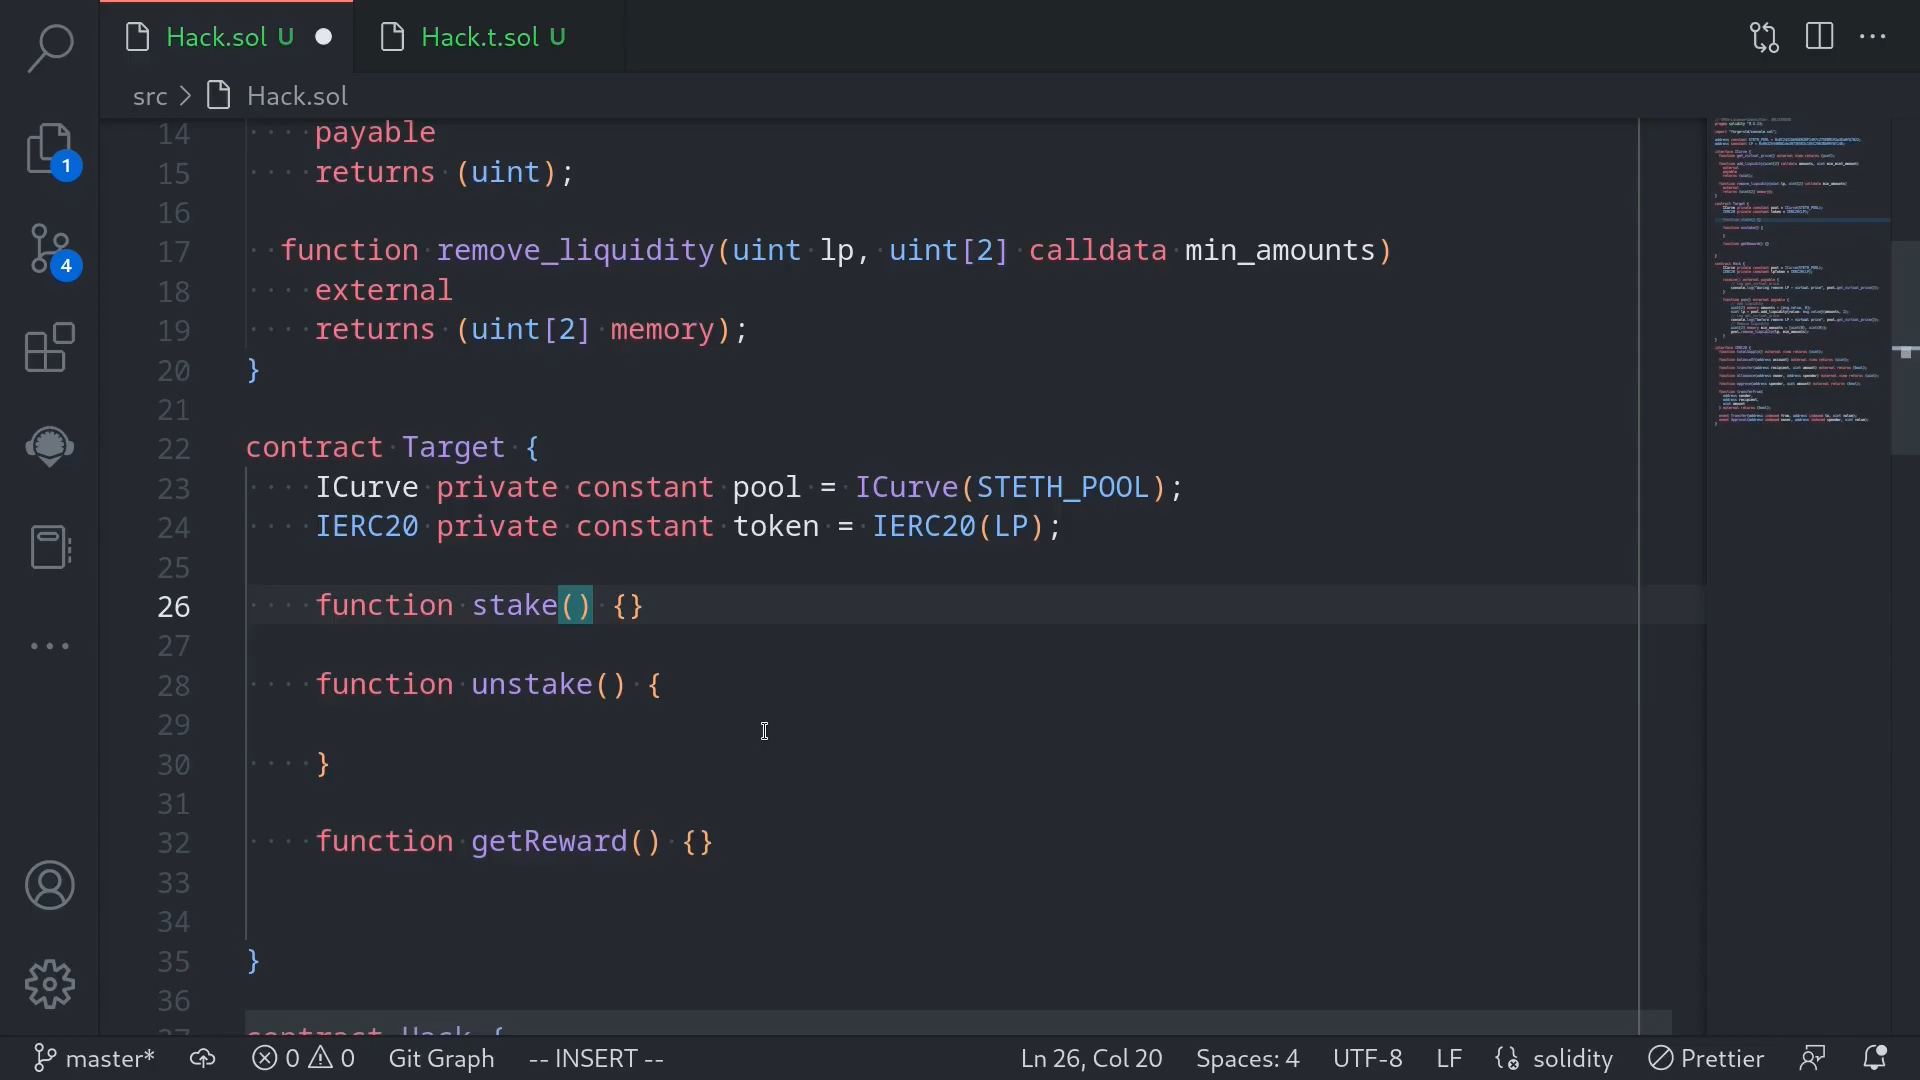 Hack.sol U
Hack.t.sol U
src > Hack.sol
1
4
14 payable
15 returns (uint);
16
17 function remove_liquidity(uint lp, uint[2] calldata min_amounts)
18 external
19 returns (uint[2] memory);
20 }
21
22 contract Target {
23 ICurve private constant pool = ICurve(STETH_POOL);
24 IERC20 private constant token = IERC20(LP);
25
26 function stake() {}
27
28 function unstake() {
29
30 }
31
32 function getReward() {}
33
34
35 }
36
37 contract Hack {
master* 0 0 Git Graph -- INSERT -- Ln 26, Col 20 Spaces: 4 UTF-8 LF solidity Prettier